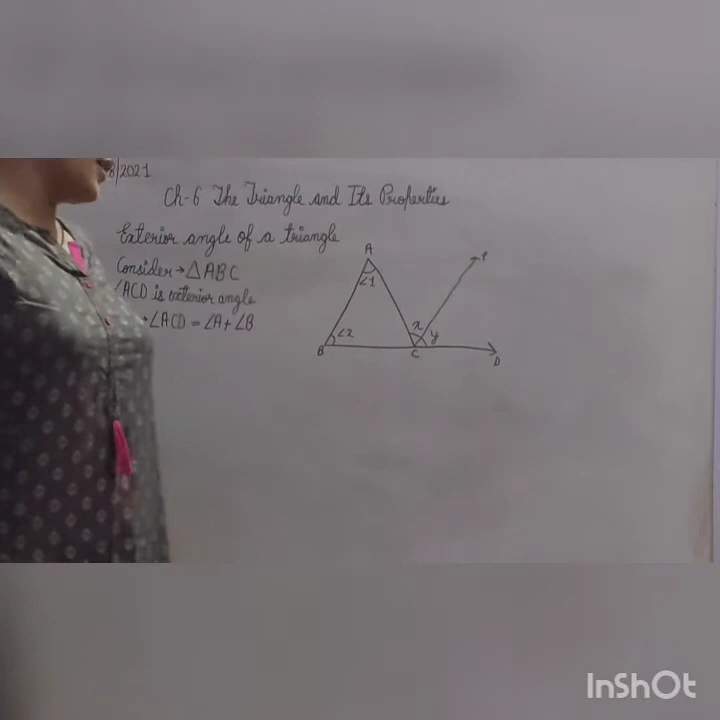 8/2021
Ch-6 The Triangle and Its Properties
Exterior angle of a triangle
Consider → △ABC
∠ACD is exterior angle
→ ∠ACD = ∠A + ∠B
A
∠1
B
∠2
x
y
C
D
InShOt